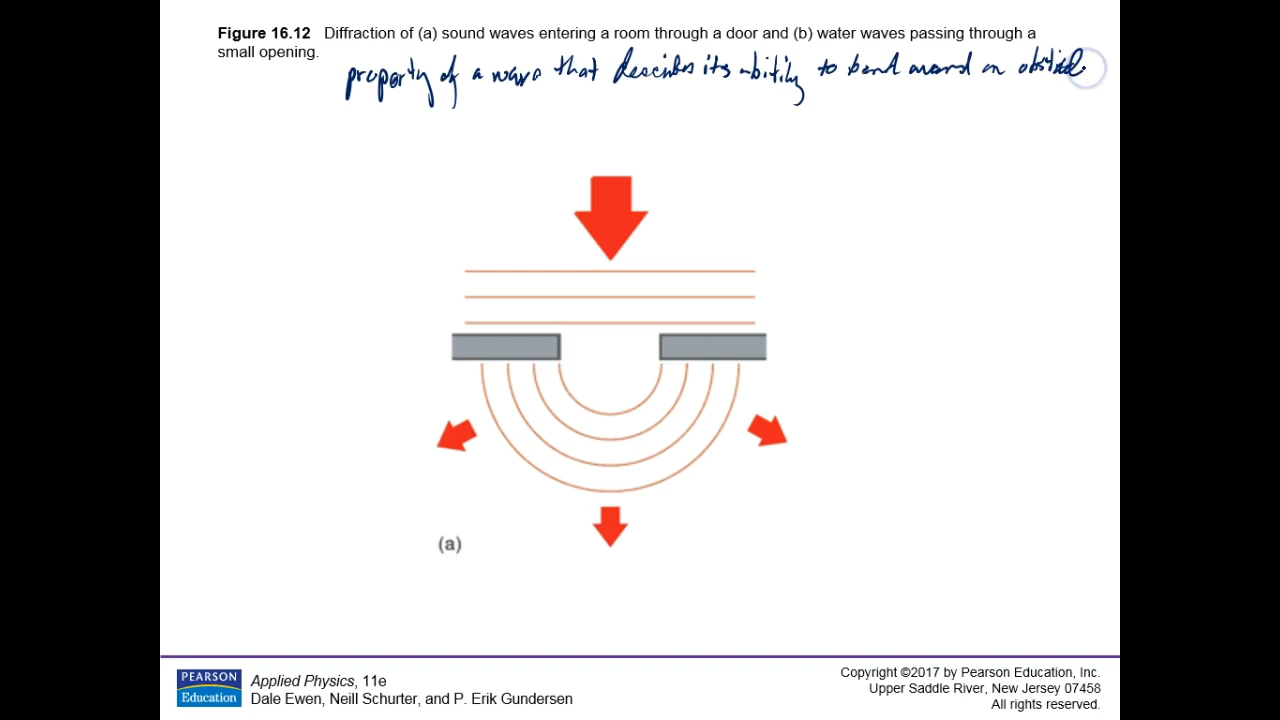 Figure 16.12 Diffraction of (a) sound waves entering a room through a door and (b) water waves passing through a
small opening.
property of a wave that describes its ability to bend around an obstacle
(a)
PEARSON
Education
Applied Physics, 11e
Dale Ewen, Neill Schurter, and P. Erik Gundersen
Copyright ©2017 by Pearson Education, Inc.
Upper Saddle River, New Jersey 07458
All rights reserved.